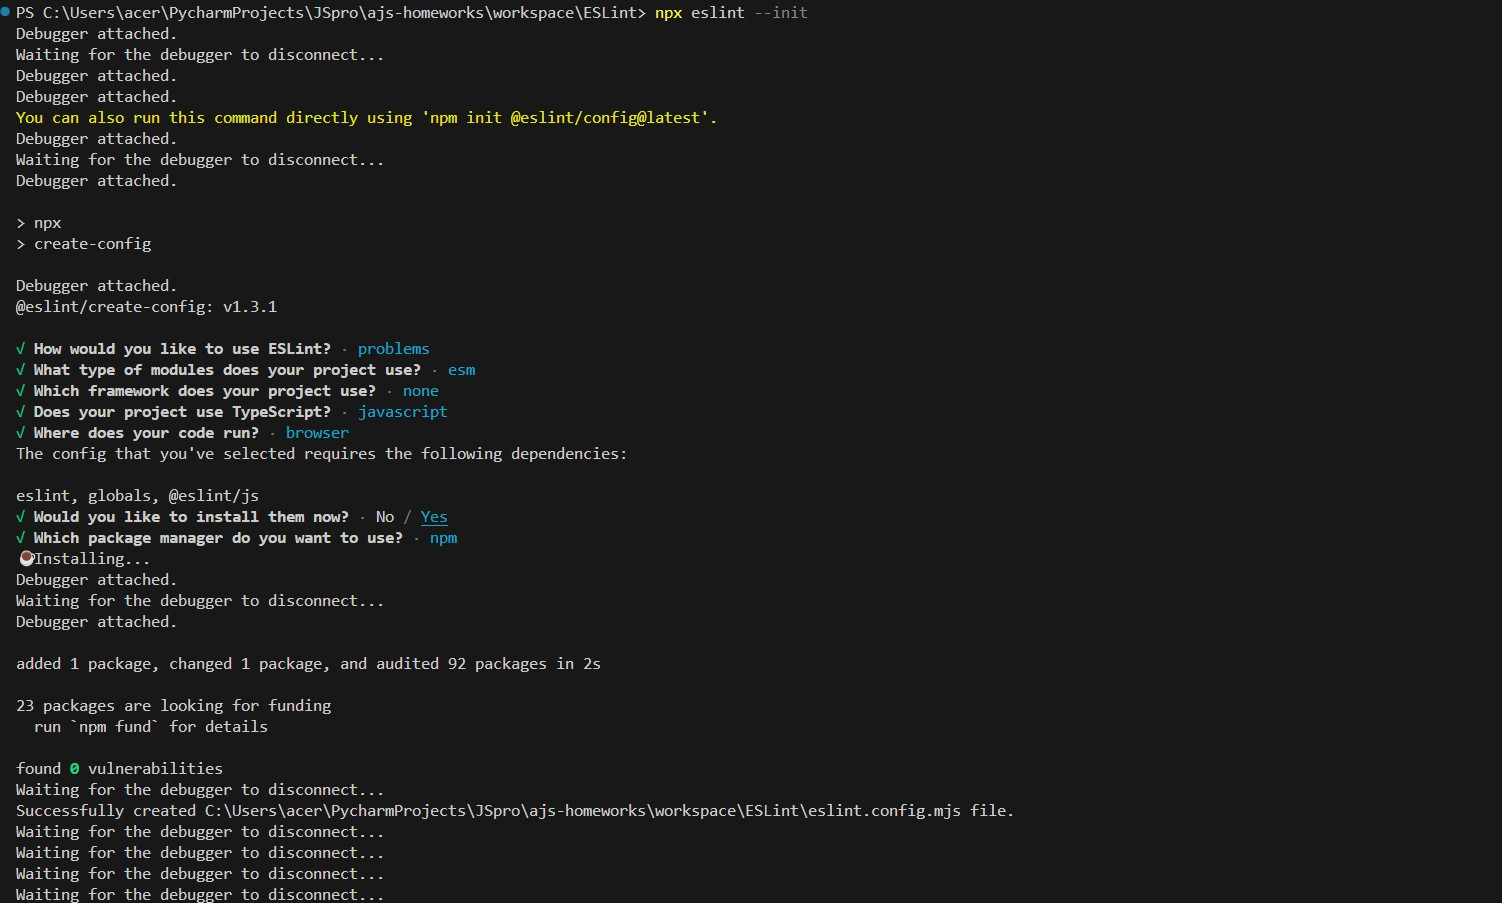 PS C:\Users\acer\PycharmProjects\JSpro\ajs-homeworks\workspace\ESLint> npx eslint --init
Debugger attached.
Waiting for the debugger to disconnect...
Debugger attached.
Debugger attached.
You can also run this command directly using 'npm init @eslint/config@latest'.
Debugger attached.
Waiting for the debugger to disconnect...
Debugger attached.
> npx
> create-config
Debugger attached.
@eslint/create-config: v1.3.1
√ How would you like to use ESLint? · problems
√ What type of modules does your project use? · esm
√ Which framework does your project use? · none
√ Does your project use TypeScript? · javascript
√ Where does your code run? · browser
The config that you've selected requires the following dependencies:
eslint, globals, @eslint/js
√ Would you like to install them now? · No / Yes
√ Which package manager do you want to use? · npm
☕Installing...
Debugger attached.
Waiting for the debugger to disconnect...
Debugger attached.
added 1 package, changed 1 package, and audited 92 packages in 2s
23 packages are looking for funding
  run `npm fund` for details
found 0 vulnerabilities
Waiting for the debugger to disconnect...
Successfully created C:\Users\acer\PycharmProjects\JSpro\ajs-homeworks\workspace\ESLint\eslint.config.mjs file.
Waiting for the debugger to disconnect...
Waiting for the debugger to disconnect...
Waiting for the debugger to disconnect...
Waiting for the debugger to disconnect...